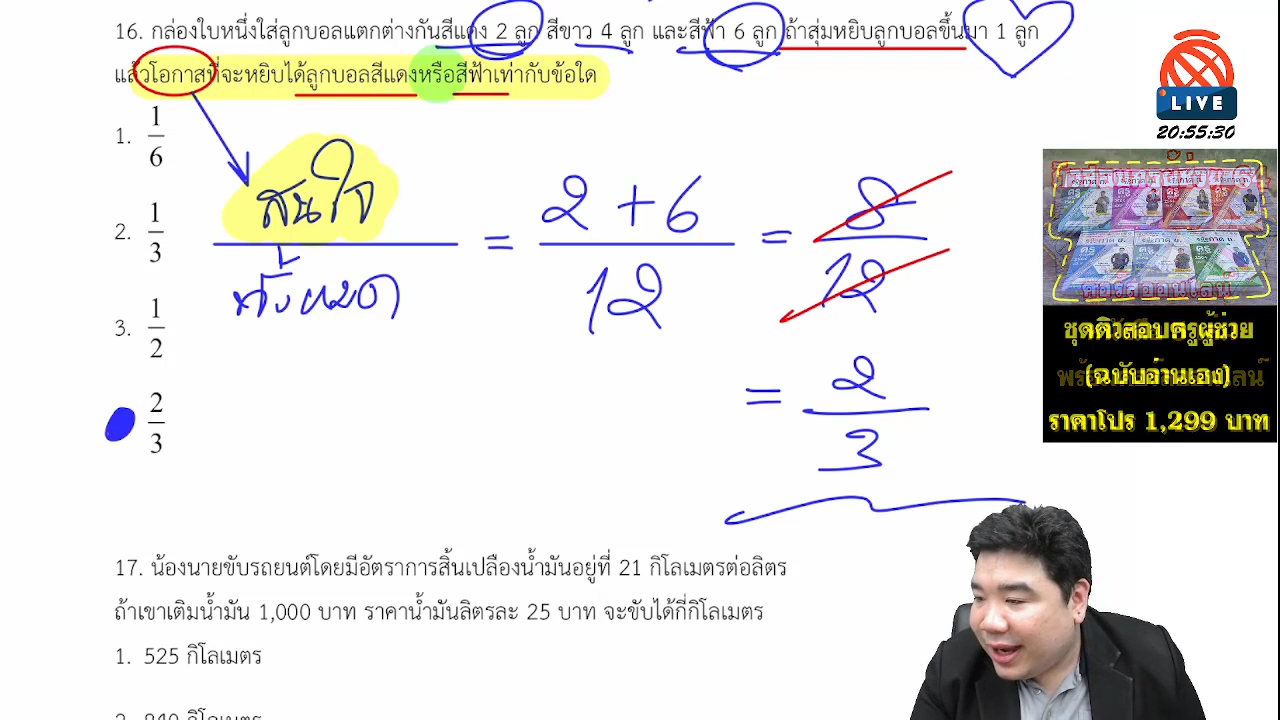 16. กล่องใบหนึ่งใส่ลูกบอลแตกต่างกันสีแดง 2 ลูก สีขาว 4 ลูก และสีฟ้า 6 ลูก ถ้าสุ่มหยิบลูกบอลขึ้นมา 1 ลูก
แล้วโอกาสที่จะหยิบได้ลูกบอลสีแดงหรือสีฟ้าเท่ากับข้อใด
1. 1/6
2. 1/3
3. 1/2
2/3
สนใจ/ทั้งหมด = 2 + 6/12 = 8/12
= 2/3
17. น้องนายขับรถยนต์โดยมีอัตราการสิ้นเปลืองน้ำมันอยู่ที่ 21 กิโลเมตรต่อลิตร
ถ้าเขาเติมน้ำมัน 1,000 บาท ราคาน้ำมันลิตรละ 25 บาท จะขับได้กี่กิโลเมตร
1. 525 กิโลเมตร
2. 840 กิโลเมตร
LIVE
20:55:30
ชุดติวสอบครูผู้ช่วย
(ฉบับอ่านเอง)
ราคาโปร 1,299 บาท